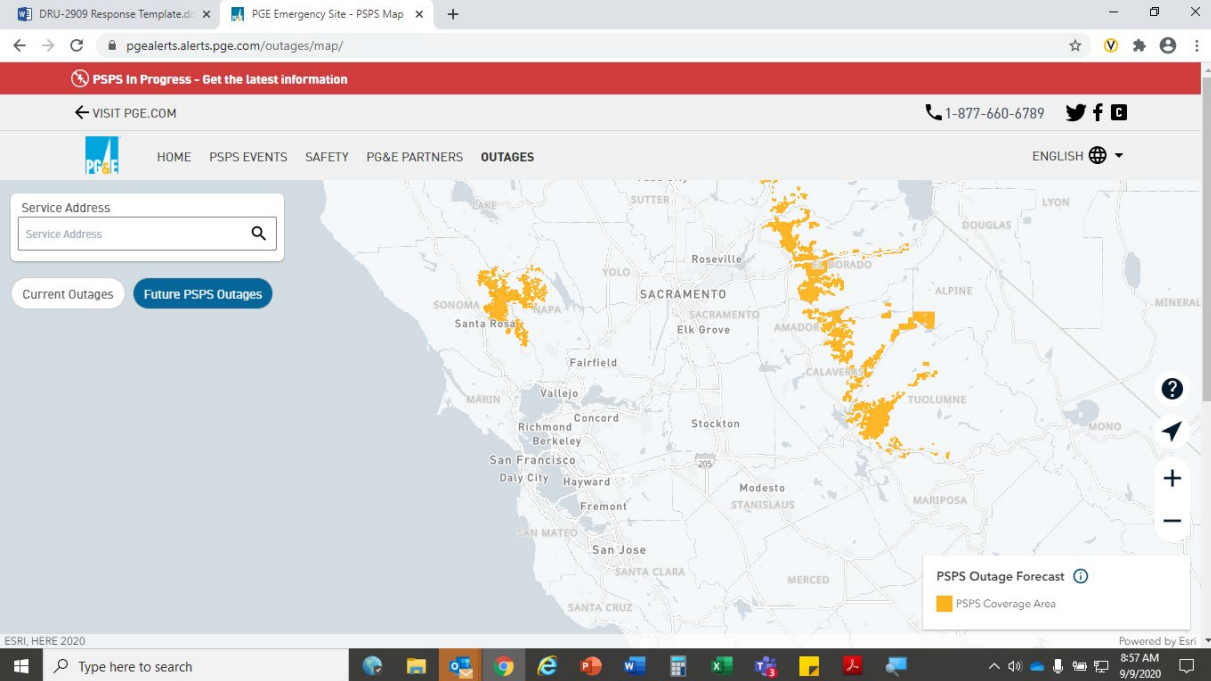 DRU-2909 Response Template.do
PGE Emergency Site - PSPS Map
pgealerts.alerts.pge.com/outages/map/
PSPS In Progress - Get the latest information
VISIT PGE.COM
1-877-660-6789
PG&E
HOME PSPS EVENTS SAFETY PG&E PARTNERS OUTAGES
ENGLISH
Service Address
Service Address
Current Outages
Future PSPS Outages
LAKE
SUTTER
LYON
DOUGLAS
Roseville
YOLO
EL DORADO
ALPINE
SACRAMENTO
SONOMA
NAPA
SACRAMENTO
MINERAL
Santa Rosa
Elk Grove
AMADOR
Fairfield
CALAVERAS
MARIN
Vallejo
TUOLUMNE
Concord
Richmond
Stockton
MONO
Berkeley
San Francisco
205
Daly City
Hayward
Modesto
Fremont
STANISLAUS
MARIPOSA
SAN MATEO
San Jose
SANTA CLARA
MERCED
SANTA CRUZ
PSPS Outage Forecast
PSPS Coverage Area
ESRI, HERE 2020
Powered by Esri
Type here to search
8:57 AM
9/9/2020